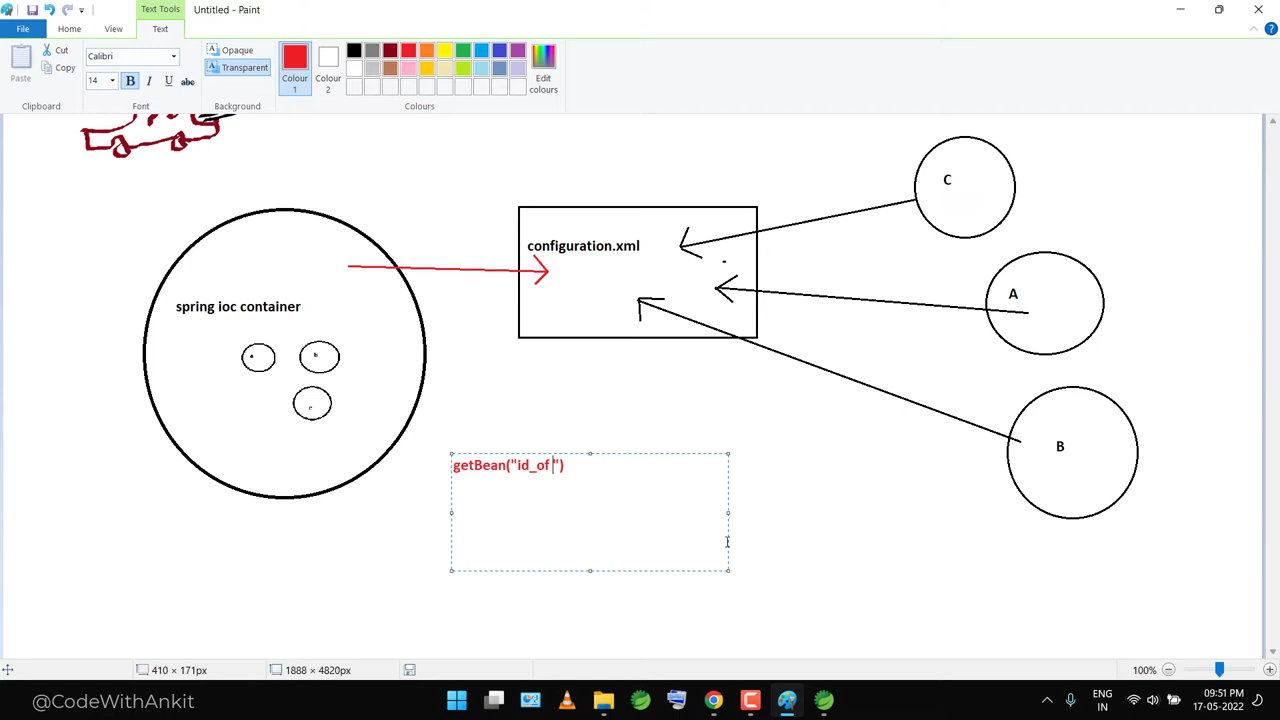 Text Tools
Untitled - Paint
File
Home
View
Text
Paste
Cut
Copy
Clipboard
Calibri
14
B
I
U
abc
Font
Opaque
Transparent
Background
Colour
1
Colour
2
Edit
colours
Colours
C
configuration.xml
spring ioc container
A
a
b
c
B
getBean("id_of ")
410 × 171px
1888 × 4820px
100%
@CodeWithAnkit
ENG
IN
09:51 PM
17-05-2022